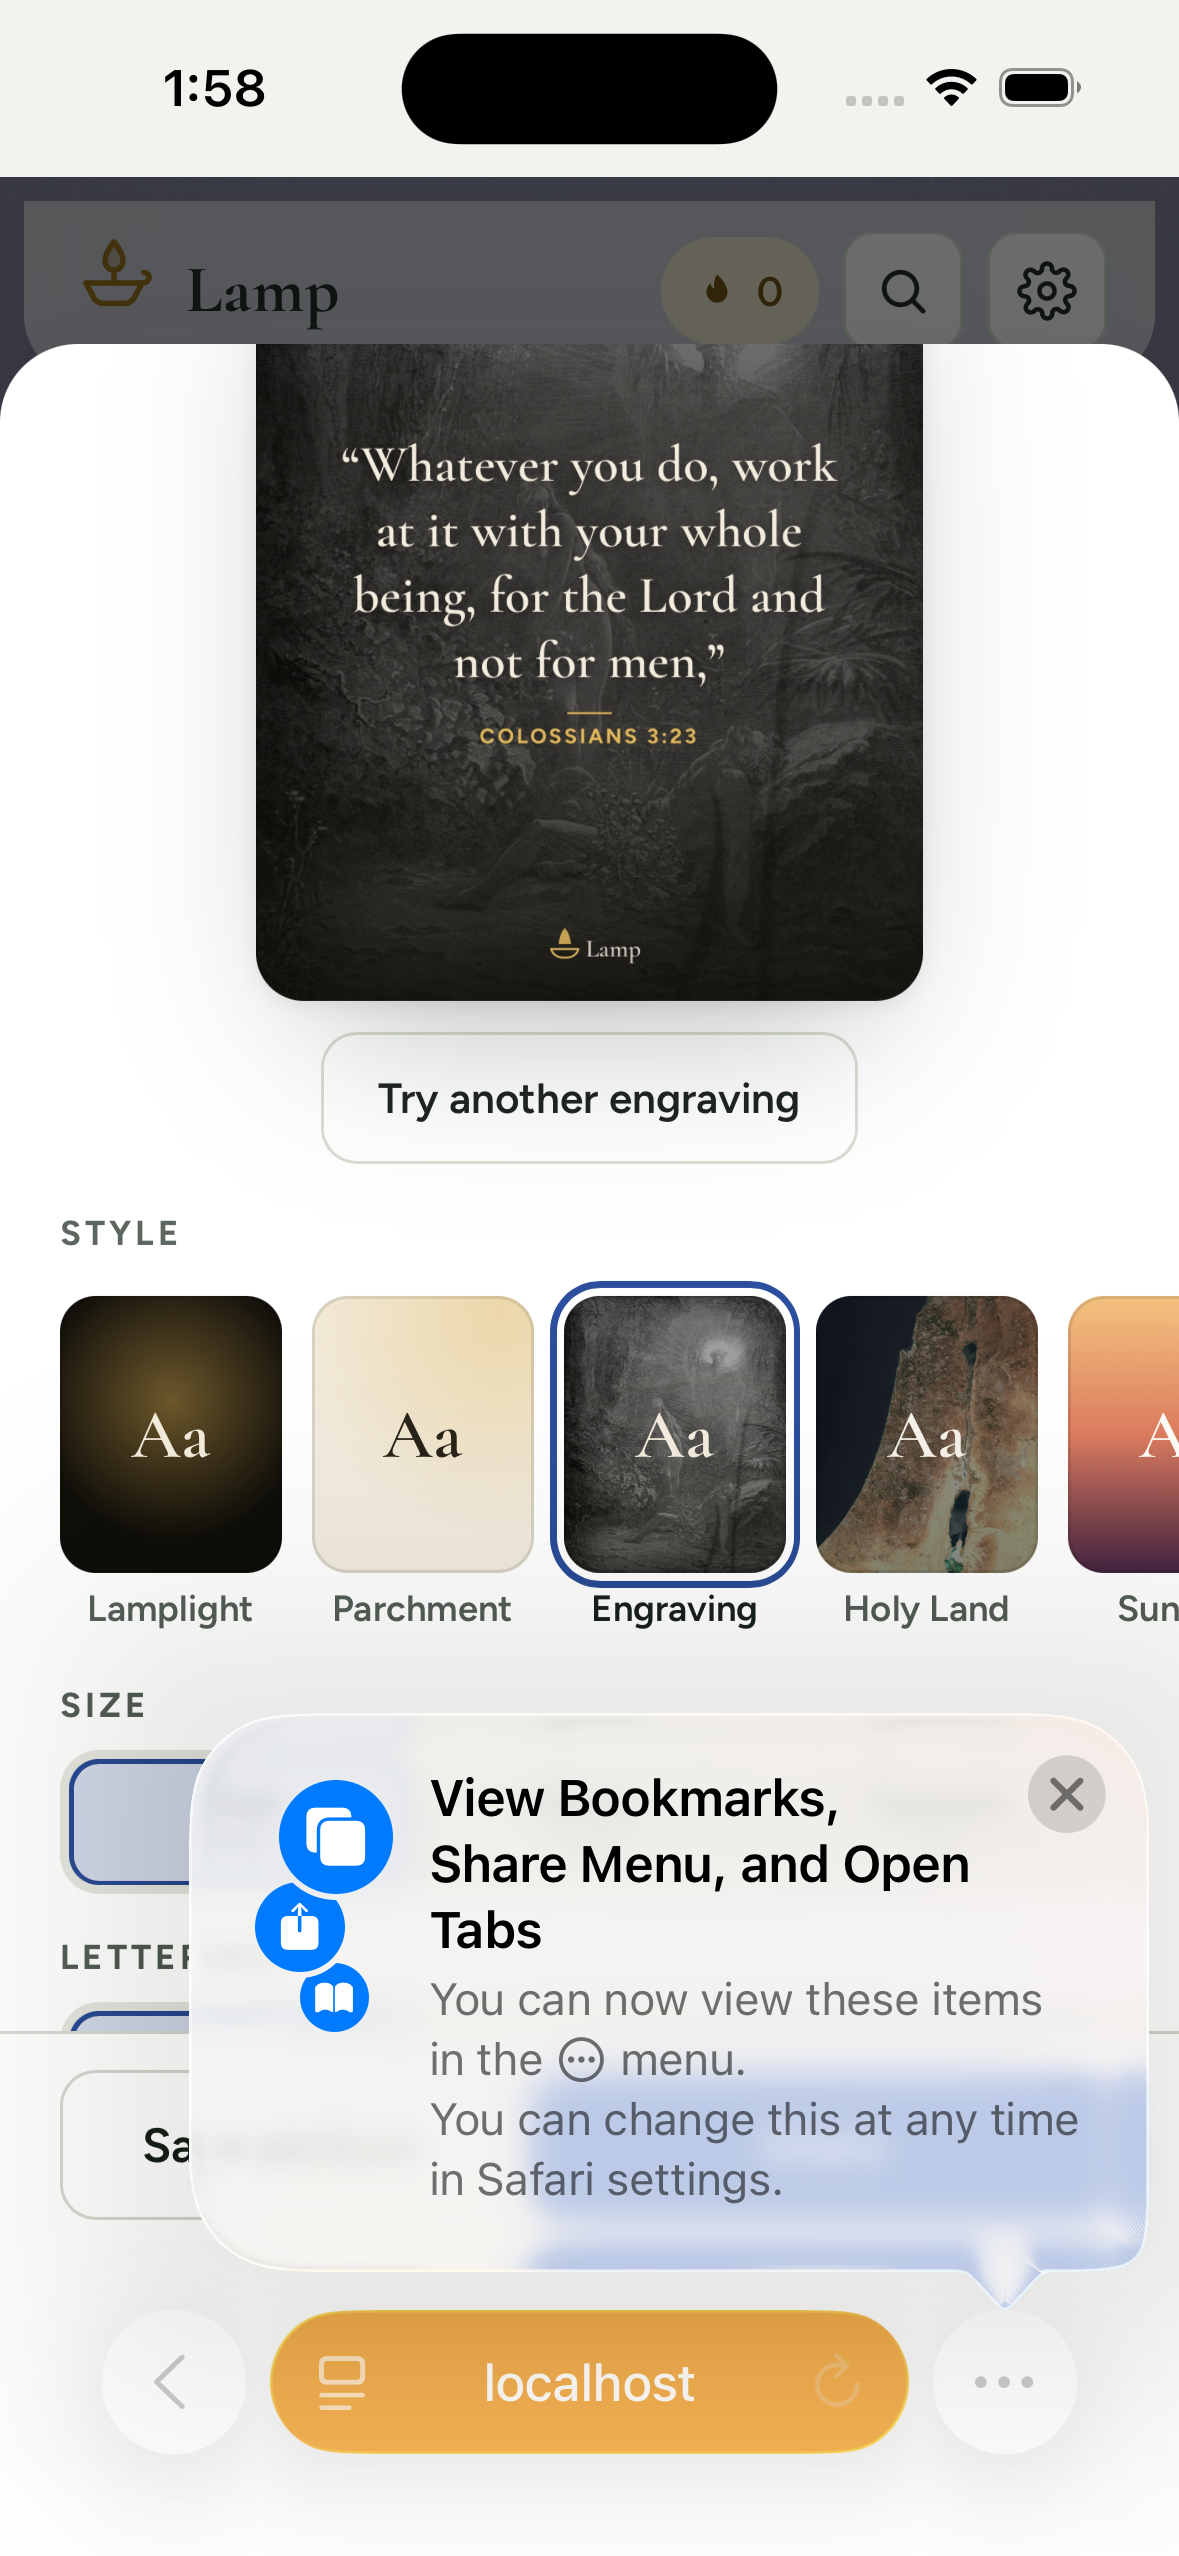 1:58
Lamp
0
“Whatever you do, work
at it with your whole
being, for the Lord and
not for men,”
COLOSSIANS 3:23
Lamp
Try another engraving
STYLE
Aa
Aa
Aa
Aa
Lamplight
Parchment
Engraving
Holy Land
SIZE
View Bookmarks,
Share Menu, and Open
Tabs
You can now view these items
in the menu.
You can change this at any time
in Safari settings.
localhost